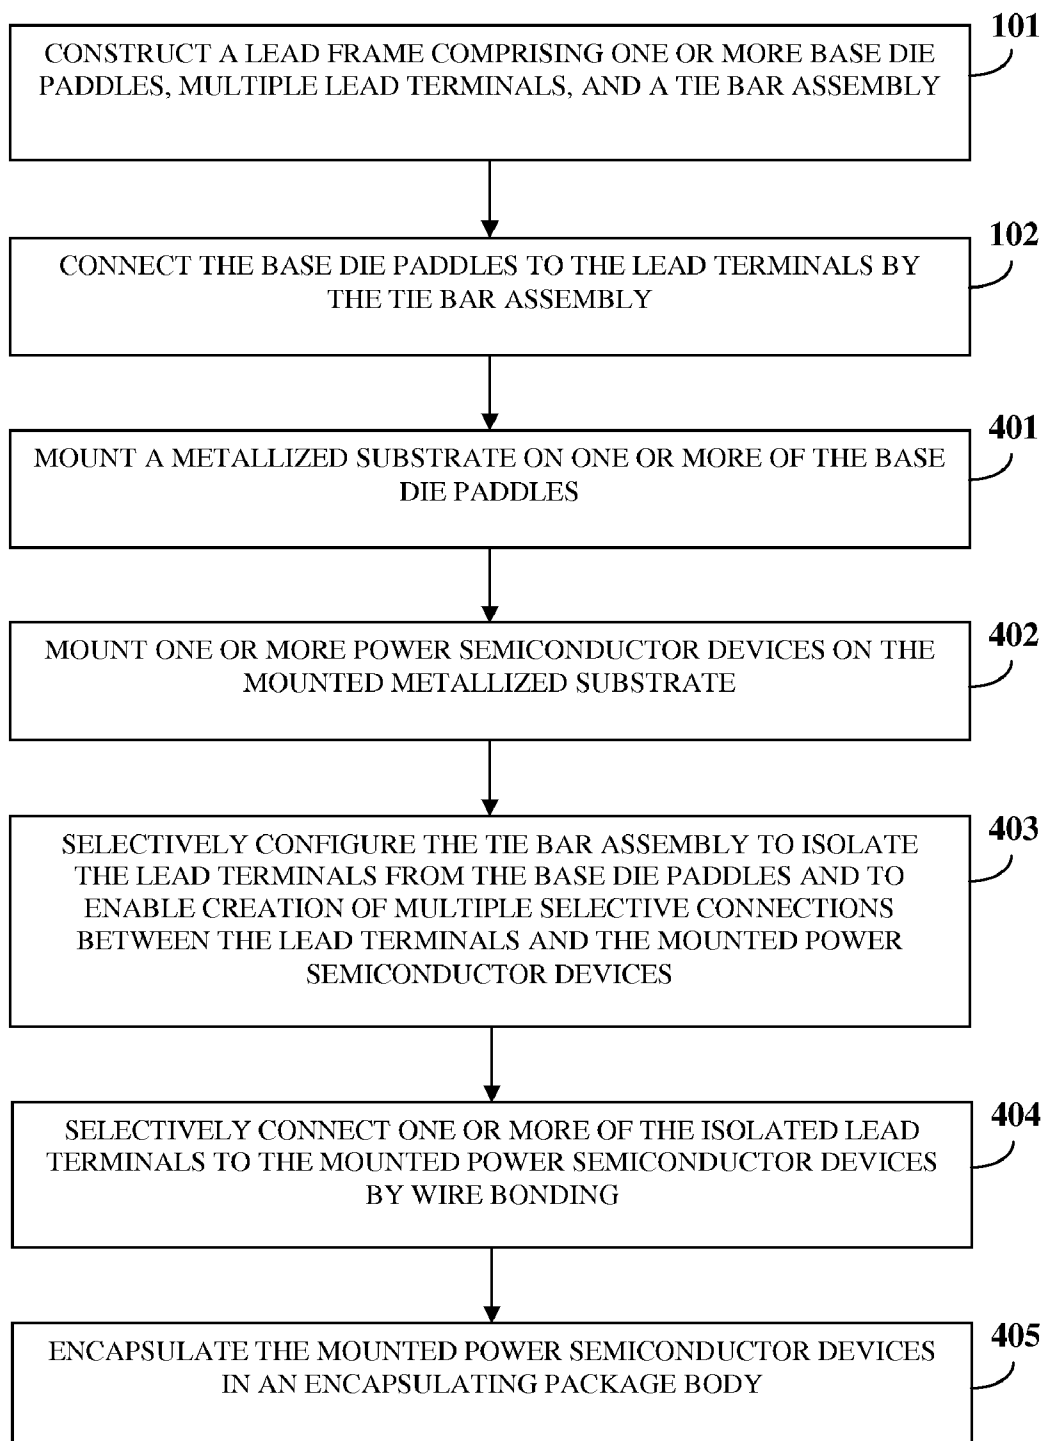 101
CONSTRUCT A LEAD FRAME COMPRISING ONE OR MORE BASE DIE
PADDLES, MULTIPLE LEAD TERMINALS, AND A TIE BAR ASSEMBLY
102
CONNECT THE BASE DIE PADDLES TO THE LEAD TERMINALS BY
THE TIE BAR ASSEMBLY
401
MOUNT A METALLIZED SUBSTRATE ON ONE OR MORE OF THE BASE
DIE PADDLES
402
MOUNT ONE OR MORE POWER SEMICONDUCTOR DEVICES ON THE
MOUNTED METALLIZED SUBSTRATE
403
SELECTIVELY CONFIGURE THE TIE BAR ASSEMBLY TO ISOLATE
THE LEAD TERMINALS FROM THE BASE DIE PADDLES AND TO
ENABLE CREATION OF MULTIPLE SELECTIVE CONNECTIONS
BETWEEN THE LEAD TERMINALS AND THE MOUNTED POWER
SEMICONDUCTOR DEVICES
404
SELECTIVELY CONNECT ONE OR MORE OF THE ISOLATED LEAD
TERMINALS TO THE MOUNTED POWER SEMICONDUCTOR DEVICES
BY WIRE BONDING
405
ENCAPSULATE THE MOUNTED POWER SEMICONDUCTOR DEVICES
IN AN ENCAPSULATING PACKAGE BODY